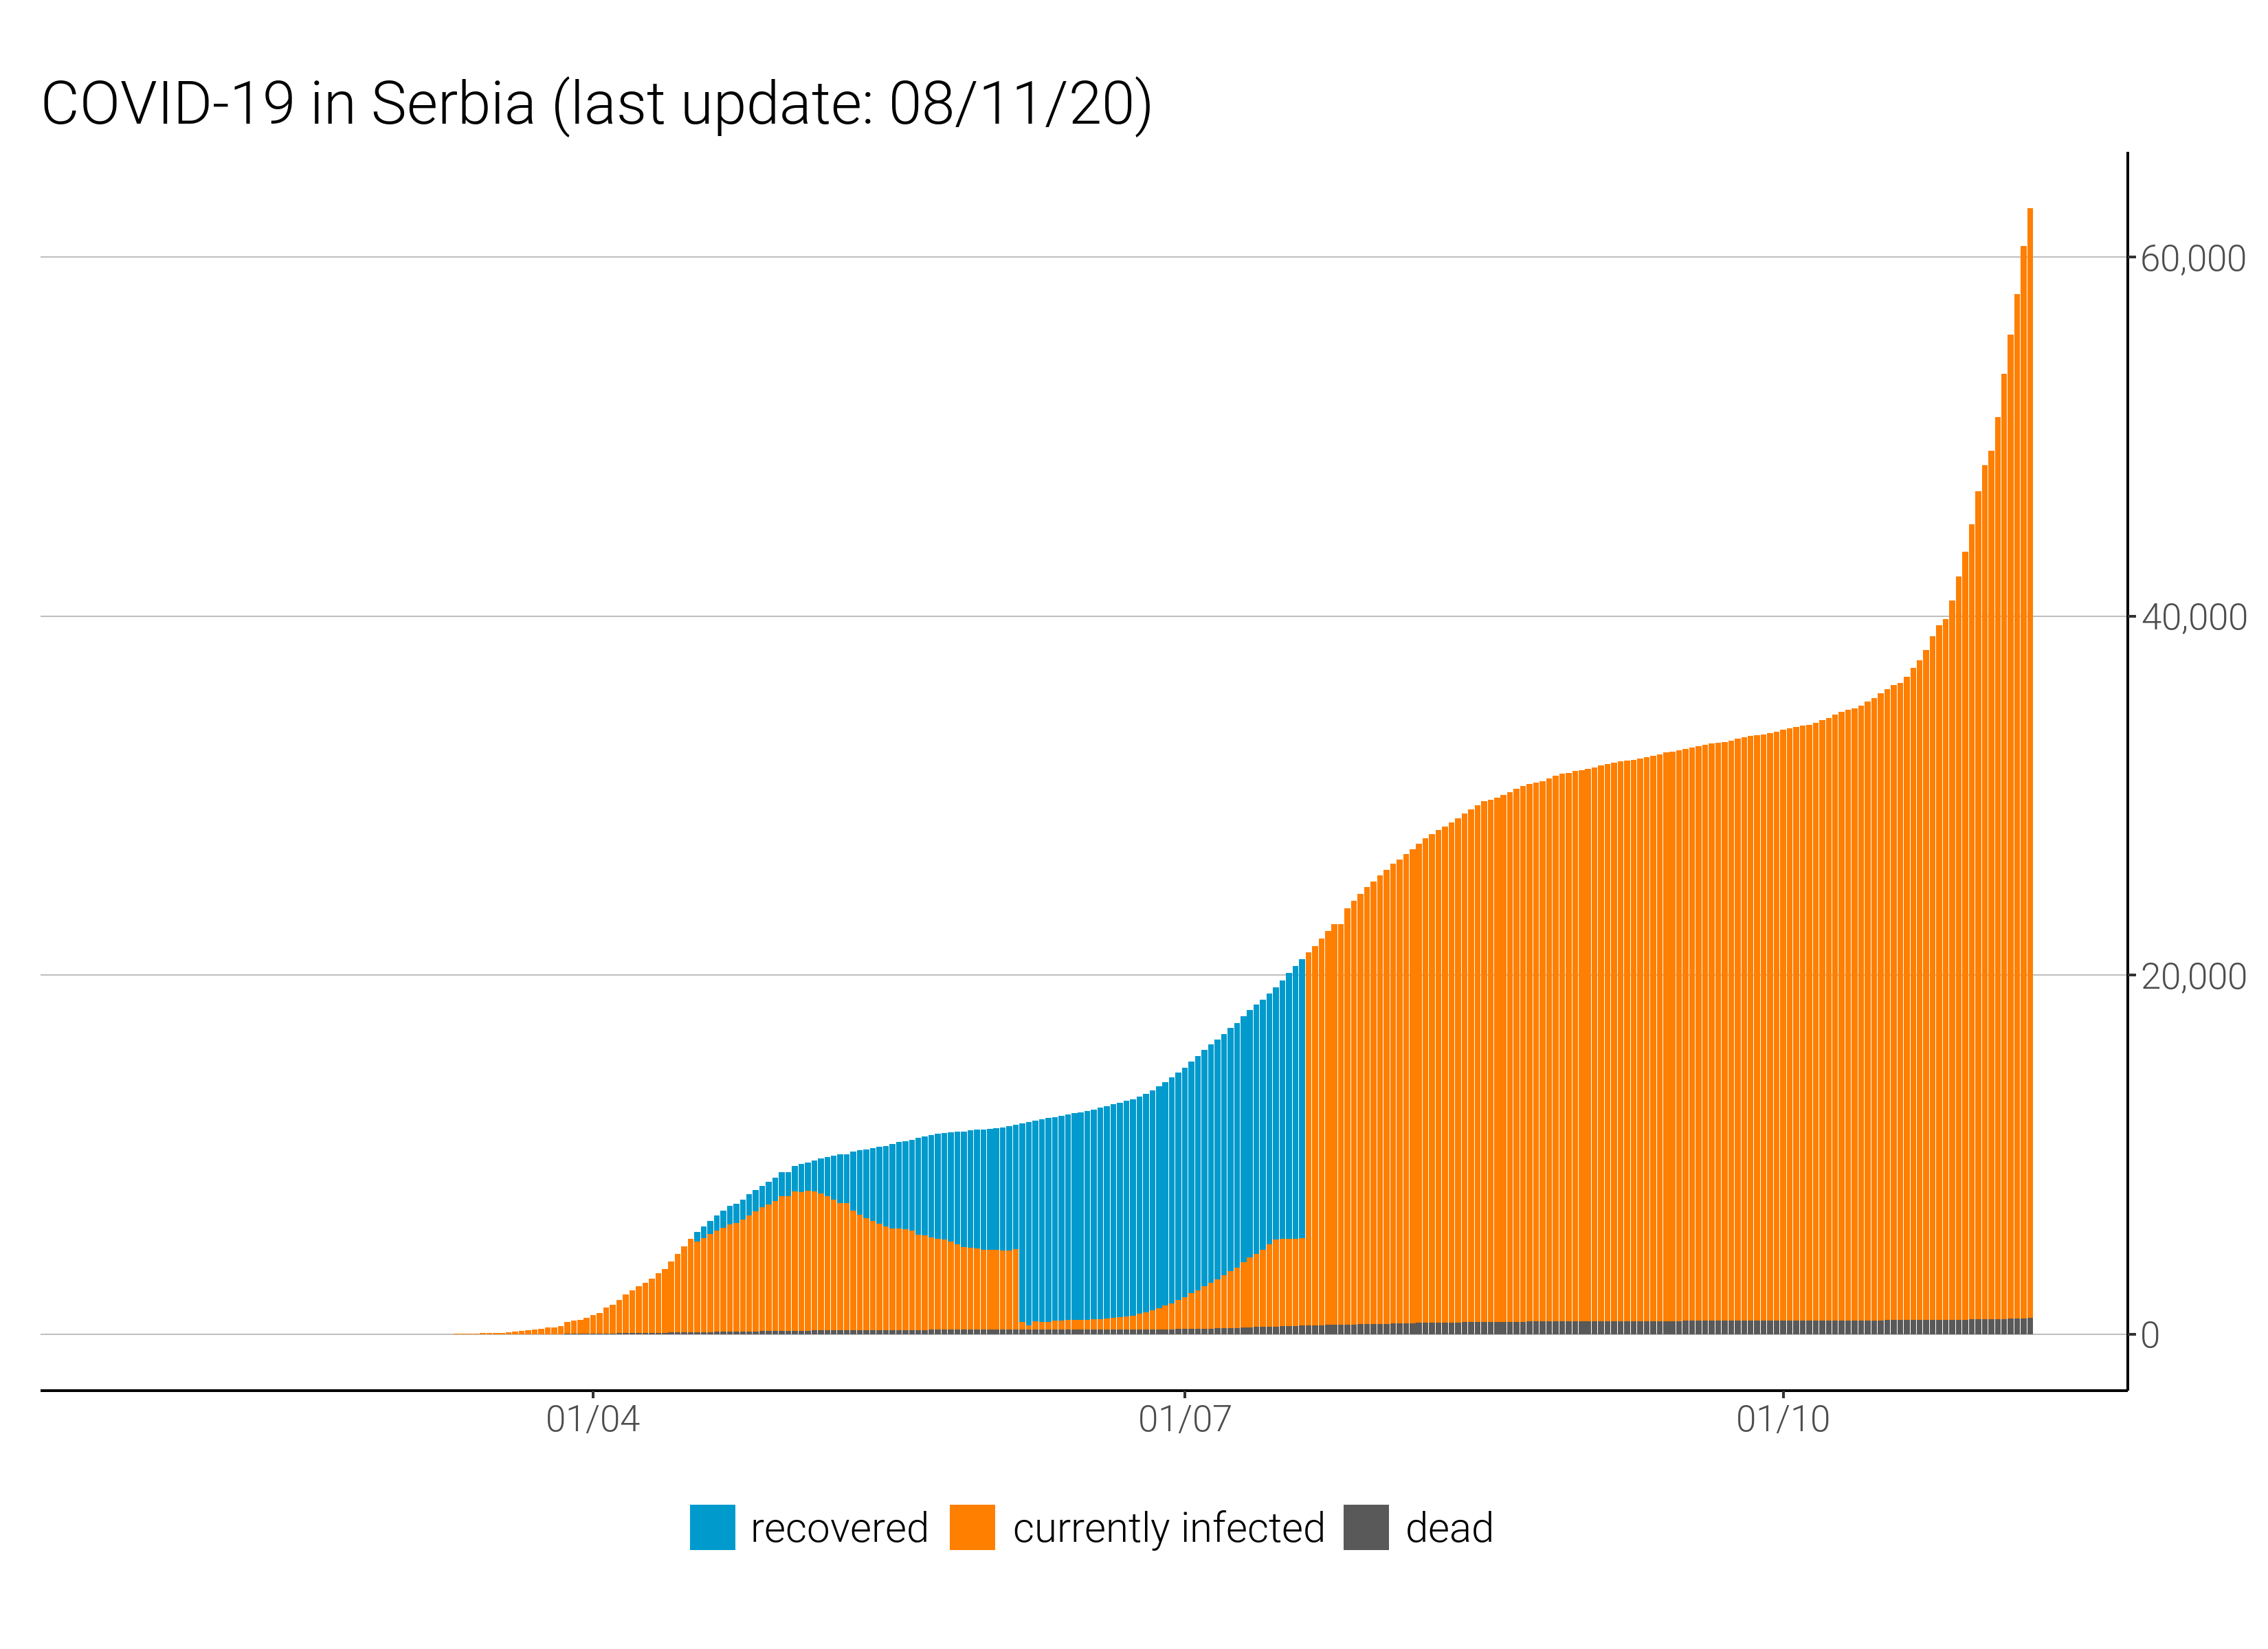 COVID-19 in Serbia (last update: 08/11/20)
60,000
40,000
20,000
0
01/04 01/07 01/10
recovered currently infected dead